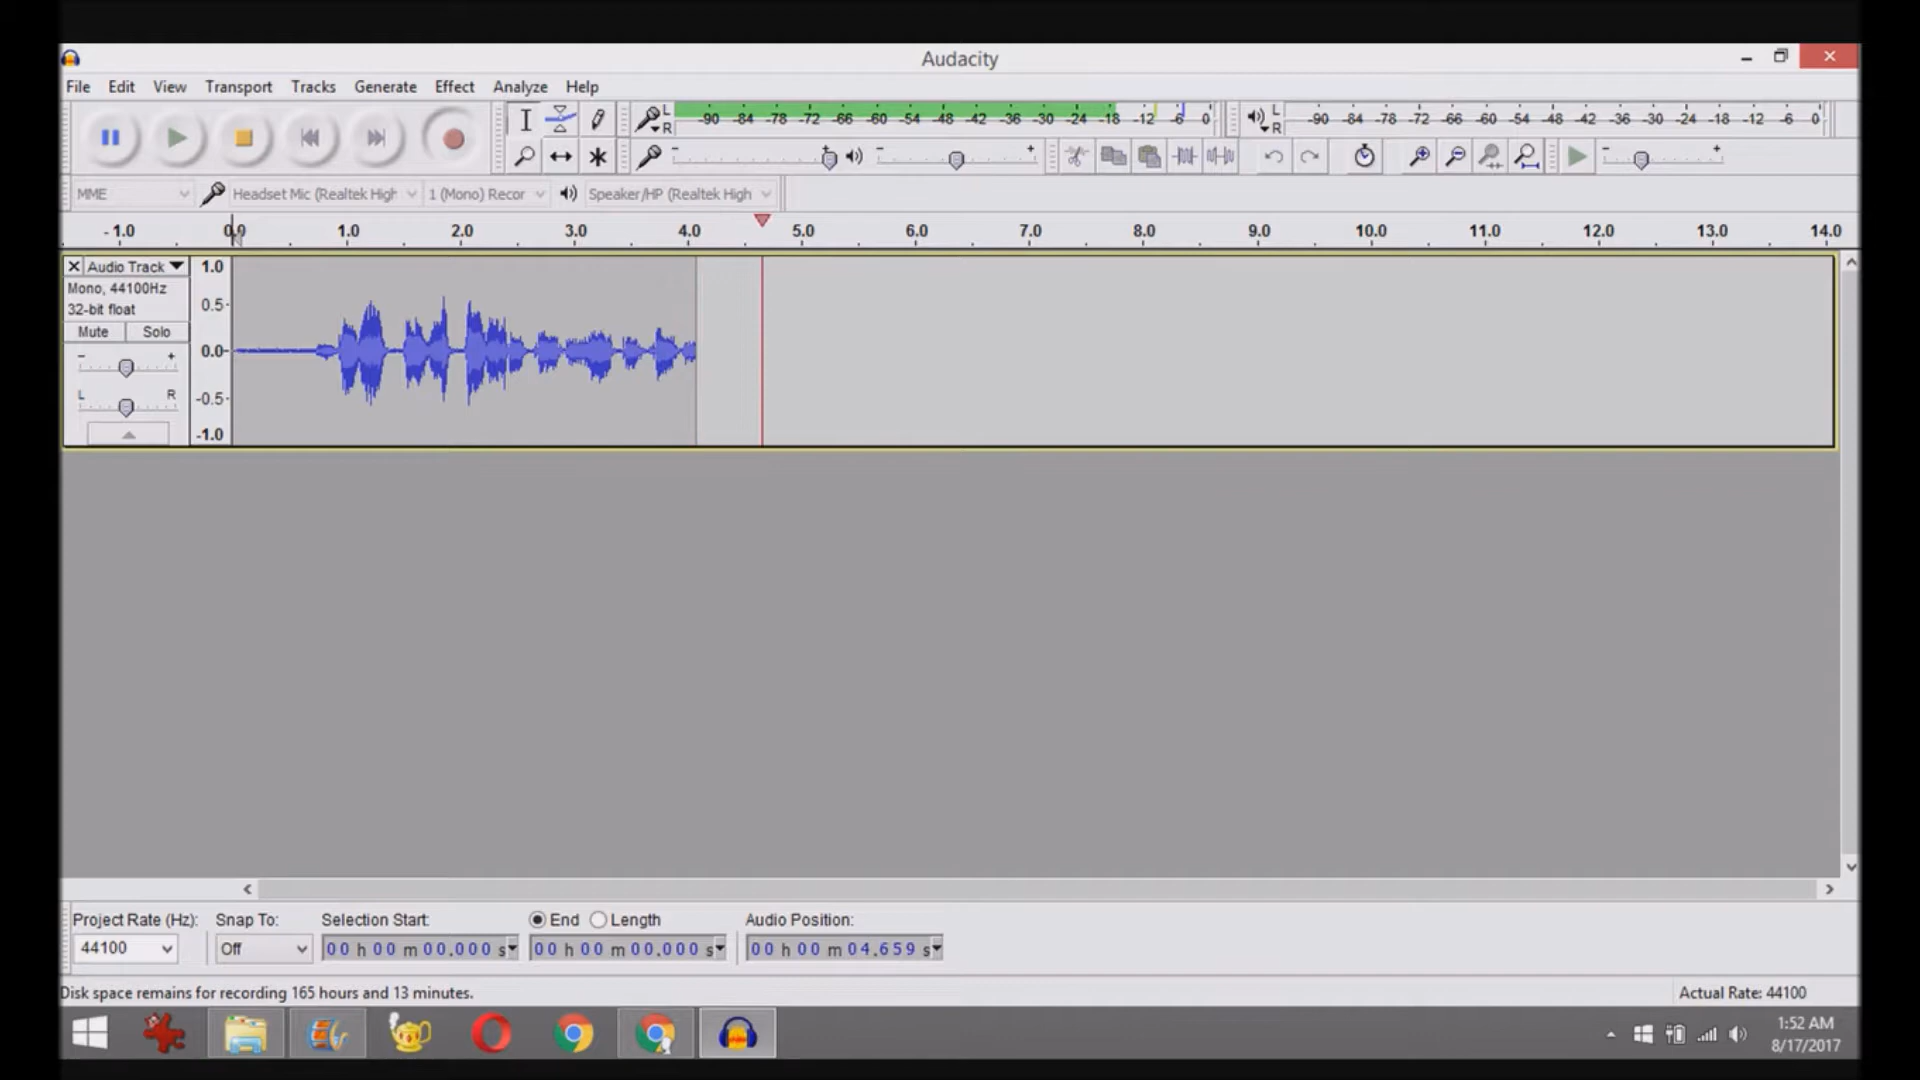 Audacity
File Edit View Transport Tracks Generate Effect Analyze Help
L
R
-90 -84 -78 -72 -66 -60 -54 -48 -42 -36 -30 -24 -18 -12 -6 0
L
R
-90 -84 -78 -72 -66 -60 -54 -48 -42 -36 -30 -24 -18 -12 -6 0
MME Headset Mic (Realtek High 1 (Mono) Recor Speaker/HP (Realtek High
-1.0 0.0 1.0 2.0 3.0 4.0 5.0 6.0 7.0 8.0 9.0 10.0 11.0 12.0 13.0 14.0
Audio Track 1.0
Mono, 44100Hz
32-bit float 0.5
Mute Solo
- + 0.0
L R -0.5
-1.0
Project Rate (Hz): Snap To: Selection Start: End Length Audio Position:
44100 Off 00 h 00 m 00.000 s 00 h 00 m 00.000 s 00 h 00 m 04.659 s
Disk space remains for recording 165 hours and 13 minutes. Actual Rate: 44100
1:52 AM
8/17/2017